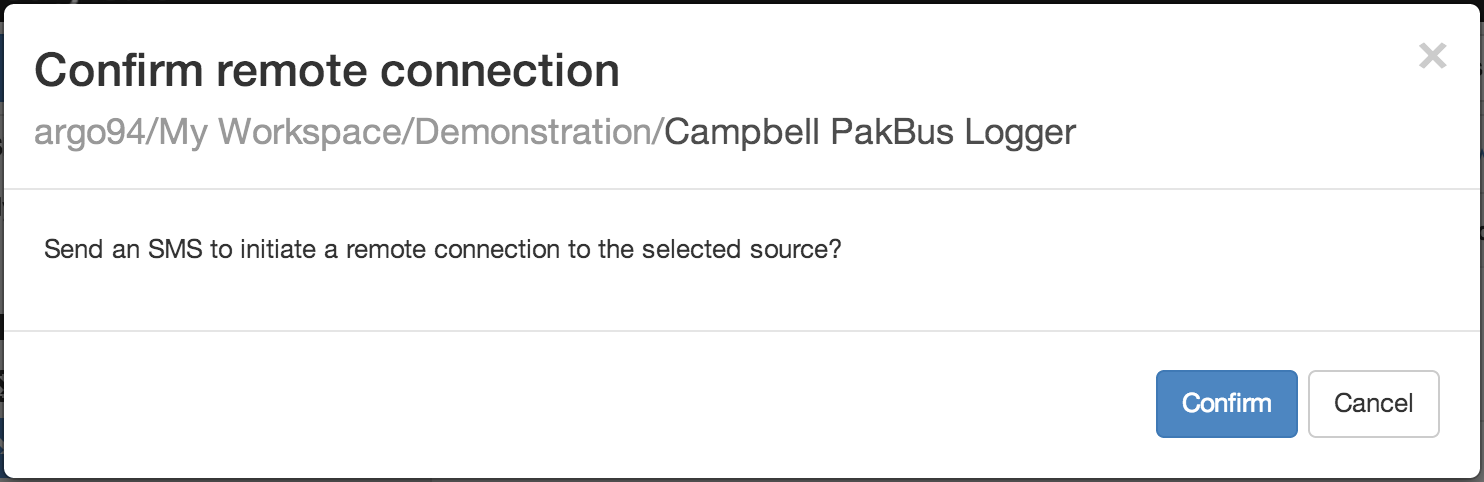 Confirm remote connection
×
argo94/My Workspace/Demonstration/Campbell PakBus Logger
Send an SMS to initiate a remote connection to the selected source?
Confirm
Cancel